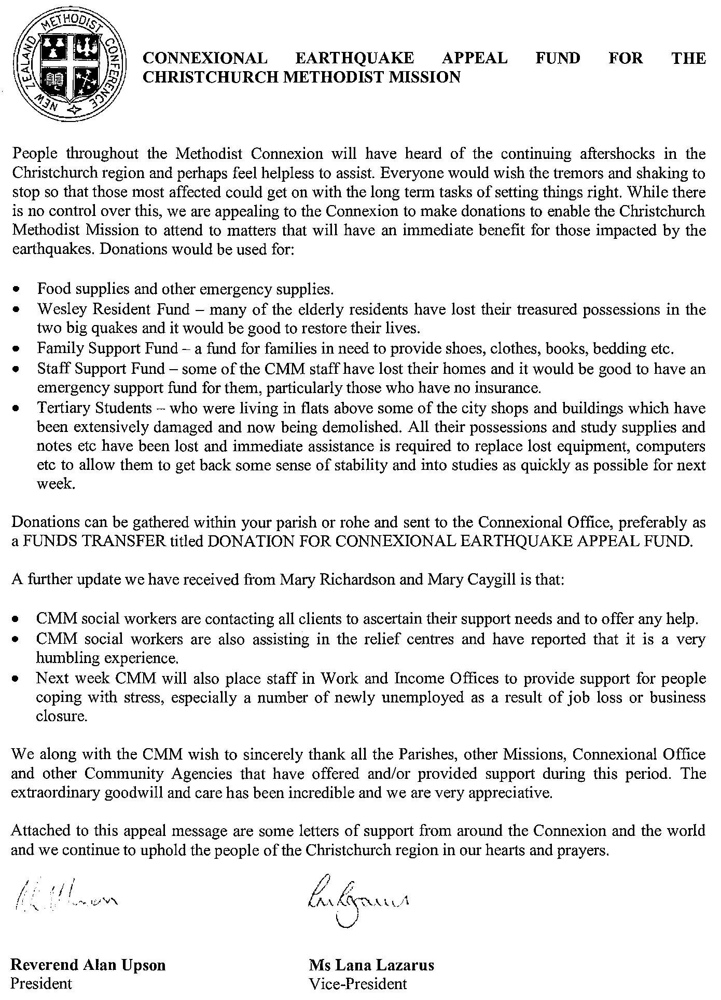 NEW ZEALAND METHODIST CONFERENCE
CONNEXIONAL EARTHQUAKE APPEAL FUND FOR THE
CHRISTCHURCH METHODIST MISSION
People throughout the Methodist Connexion will have heard of the continuing aftershocks in the
Christchurch region and perhaps feel helpless to assist. Everyone would wish the tremors and shaking to
stop so that those most affected could get on with the long term tasks of setting things right. While there
is no control over this, we are appealing to the Connexion to make donations to enable the Christchurch
Methodist Mission to attend to matters that will have an immediate benefit for those impacted by the
earthquakes. Donations would be used for:
• Food supplies and other emergency supplies.
• Wesley Resident Fund – many of the elderly residents have lost their treasured possessions in the
two big quakes and it would be good to restore their lives.
• Family Support Fund – a fund for families in need to provide shoes, clothes, books, bedding etc.
• Staff Support Fund – some of the CMM staff have lost their homes and it would be good to have an
emergency support fund for them, particularly those who have no insurance.
• Tertiary Students – who were living in flats above some of the city shops and buildings which have
been extensively damaged and now being demolished. All their possessions and study supplies and
notes etc have been lost and immediate assistance is required to replace lost equipment, computers
etc to allow them to get back some sense of stability and into studies as quickly as possible for next
week.
Donations can be gathered within your parish or rohe and sent to the Connexional Office, preferably as
a FUNDS TRANSFER titled DONATION FOR CONNEXIONAL EARTHQUAKE APPEAL FUND.
A further update we have received from Mary Richardson and Mary Caygill is that:
• CMM social workers are contacting all clients to ascertain their support needs and to offer any help.
• CMM social workers are also assisting in the relief centres and have reported that it is a very
humbling experience.
• Next week CMM will also place staff in Work and Income Offices to provide support for people
coping with stress, especially a number of newly unemployed as a result of job loss or business
closure.
We along with the CMM wish to sincerely thank all the Parishes, other Missions, Connexional Office
and other Community Agencies that have offered and/or provided support during this period. The
extraordinary goodwill and care has been incredible and we are very appreciative.
Attached to this appeal message are some letters of support from around the Connexion and the world
and we continue to uphold the people of the Christchurch region in our hearts and prayers.
Reverend Alan Upson Ms Lana Lazarus
President Vice-President